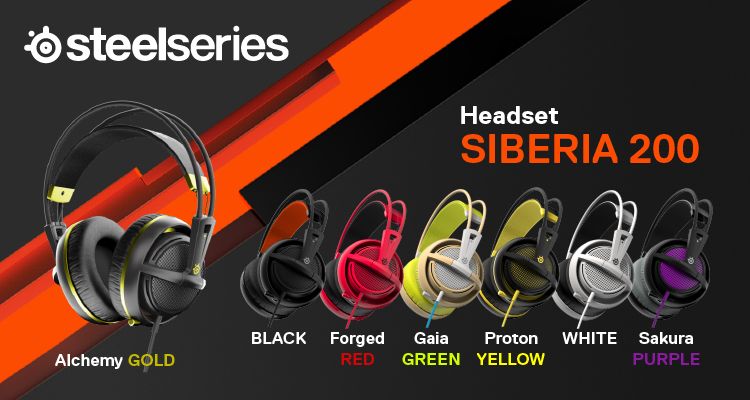 steelseries
Headset
SIBERIA 200
Alchemy GOLD
BLACK
Forged
RED
Gaia
GREEN
Proton
YELLOW
WHITE
Sakura
PURPLE